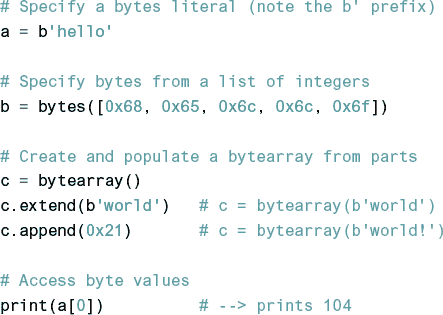 # Specify a bytes literal (note the b' prefix)
a = b'hello'
# Specify bytes from a list of integers
b = bytes([0x68, 0x65, 0x6c, 0x6c, 0x6f])
# Create and populate a bytearray from parts
c = bytearray()
c.extend(b'world')   # c = bytearray(b'world')
c.append(0x21)       # c = bytearray(b'world!')
# Access byte values
print(a[0])          # --> prints 104